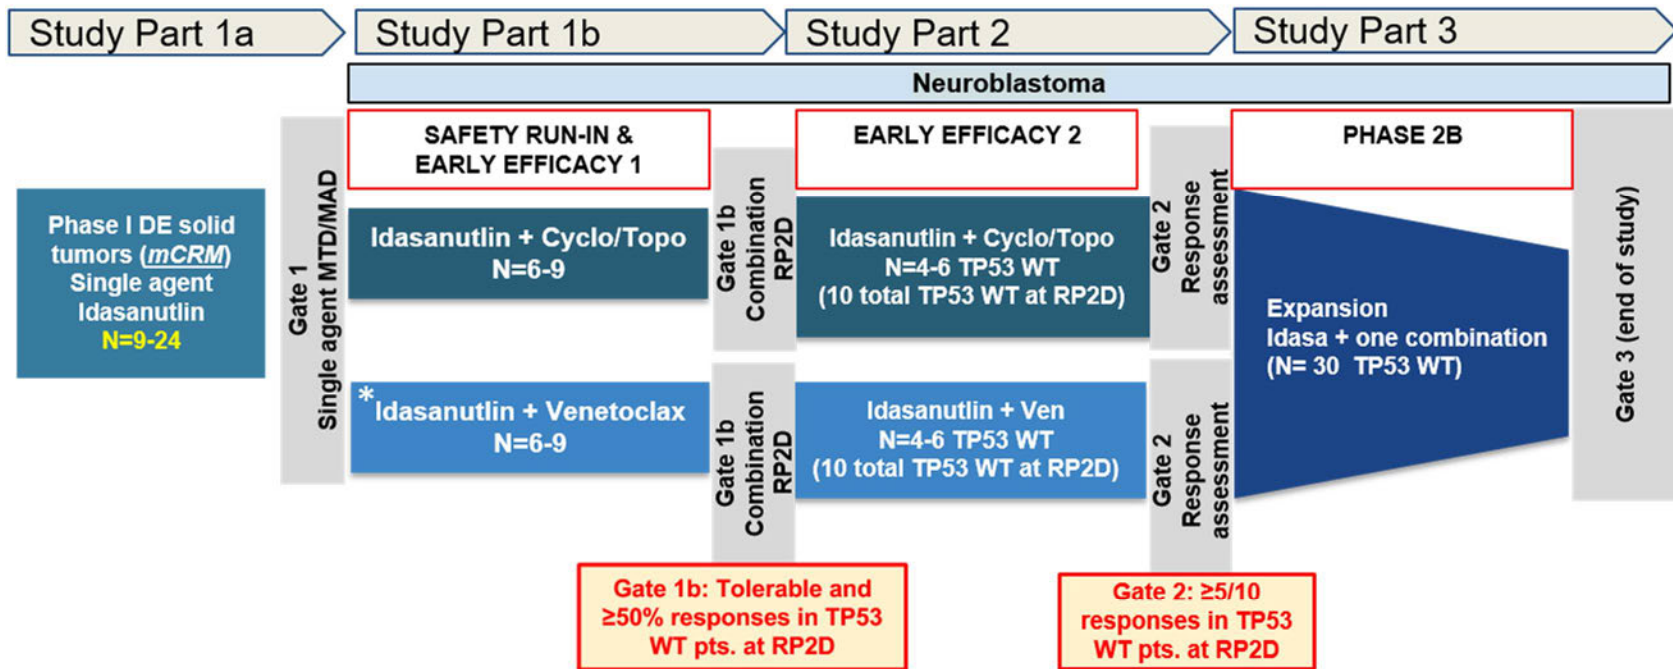 Study Part 1a
Study Part 1b
Study Part 2
Study Part 3
Neuroblastoma
Phase I DE solid
tumors (mCRM)
Single agent
Idasanutlin
N=9-24
Gate 1
Single agent MTD/MAD
SAFETY RUN-IN &
EARLY EFFICACY 1
Idasanutlin + Cyclo/Topo
N=6-9
*Idasanutlin + Venetoclax
N=6-9
Gate 1b
Combination
RP2D
Gate 1b
Combination
RP2D
EARLY EFFICACY 2
Idasanutlin + Cyclo/Topo
N=4-6 TP53 WT
(10 total TP53 WT at RP2D)
Idasanutlin + Ven
N=4-6 TP53 WT
(10 total TP53 WT at RP2D)
Gate 2
Response
assessment
Gate 2
Response
assessment
PHASE 2B
Expansion
Idasa + one combination
(N= 30 TP53 WT)
Gate 3 (end of study)
Gate 1b: Tolerable and
≥50% responses in TP53
WT pts. at RP2D
Gate 2: ≥5/10
responses in TP53
WT pts. at RP2D